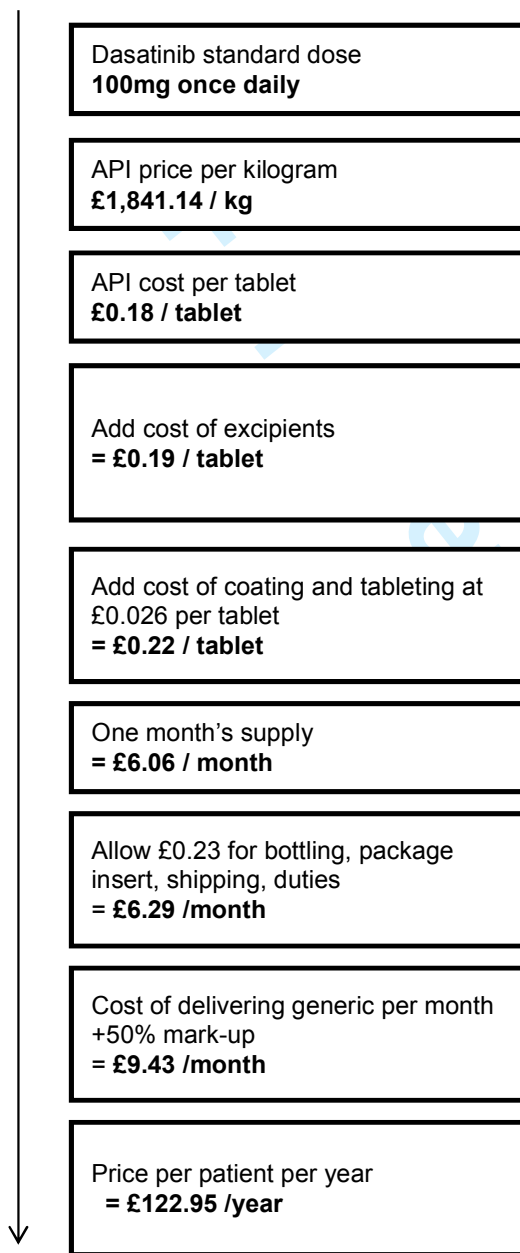 Dasatinib standard dose
100mg once daily
API price per kilogram
£1,841.14 / kg
API cost per tablet
£0.18 / tablet
Add cost of excipients
= £0.19 / tablet
Add cost of coating and tableting at
£0.026 per tablet
= £0.22 / tablet
One month’s supply
= £6.06 / month
Allow £0.23 for bottling, package
insert, shipping, duties
= £6.29 /month
Cost of delivering generic per month
+50% mark-up
= £9.43 /month
Price per patient per year
= £122.95 /year